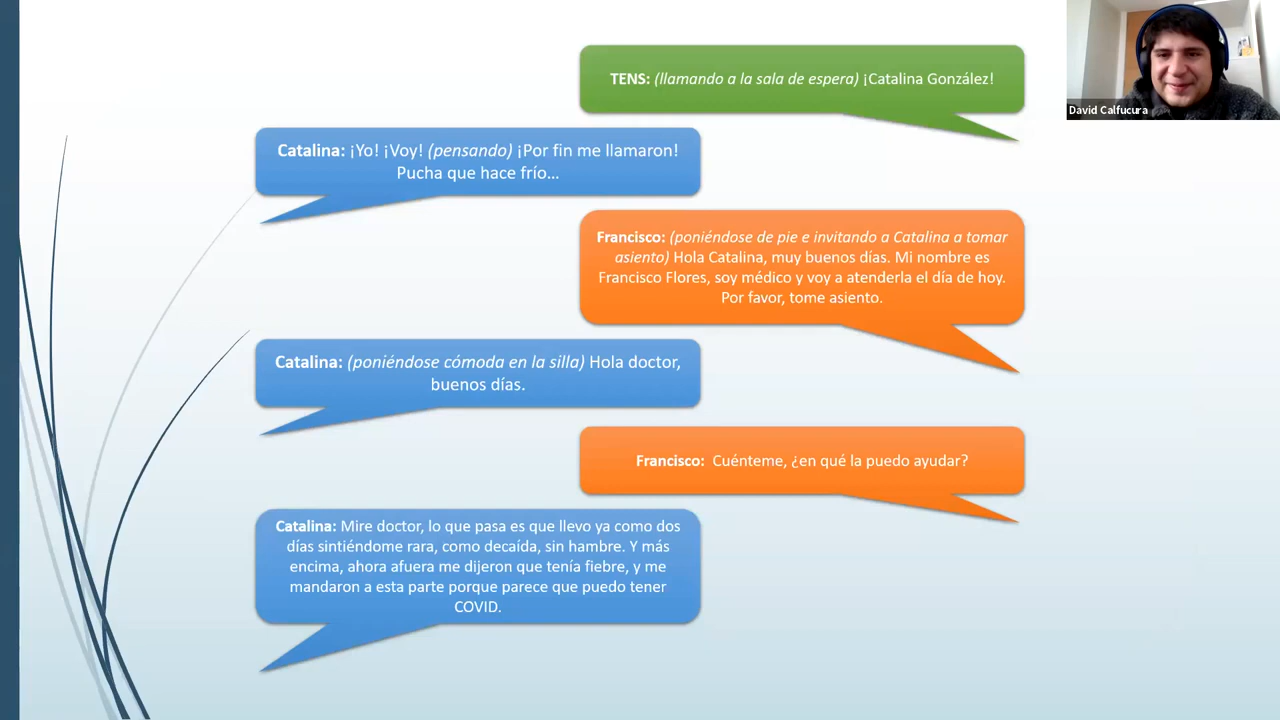 TENS: (llamando a la sala de espera) ¡Catalina González!
David Calfucura
Catalina: ¡Yo! ¡Voy! (pensando) ¡Por fin me llamaron!
Pucha que hace frío...
Francisco: (poniéndose de pie e invitando a Catalina a tomar
asiento) Hola Catalina, muy buenos días. Mi nombre es
Francisco Flores, soy médico y voy a atenderla el día de hoy.
Por favor, tome asiento.
Catalina: (poniéndose cómoda en la silla) Hola doctor,
buenos días.
Francisco: Cuénteme, ¿en qué la puedo ayudar?
Catalina: Mire doctor, lo que pasa es que llevo ya como dos
días sintiéndome rara, como decaída, sin hambre. Y más
encima, ahora afuera me dijeron que tenía fiebre, y me
mandaron a esta parte porque parece que puedo tener
COVID.